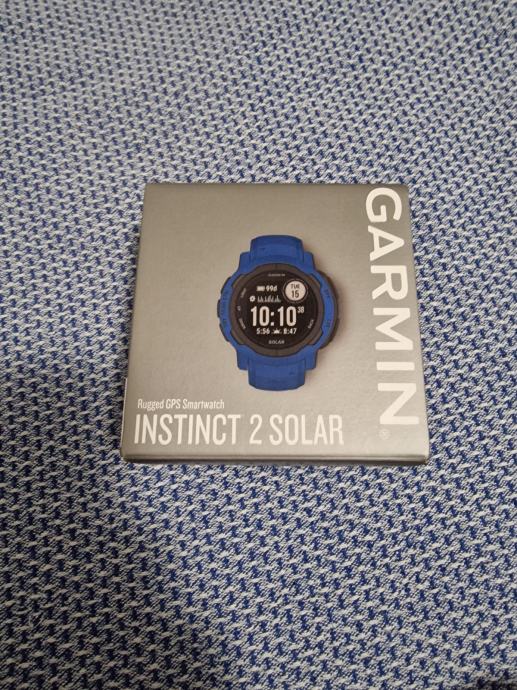 GARMIN®
99d
TUE
15
10:10 38
5:56 8:47
SOLAR
Rugged GPS Smartwatch
INSTINCT 2 SOLAR